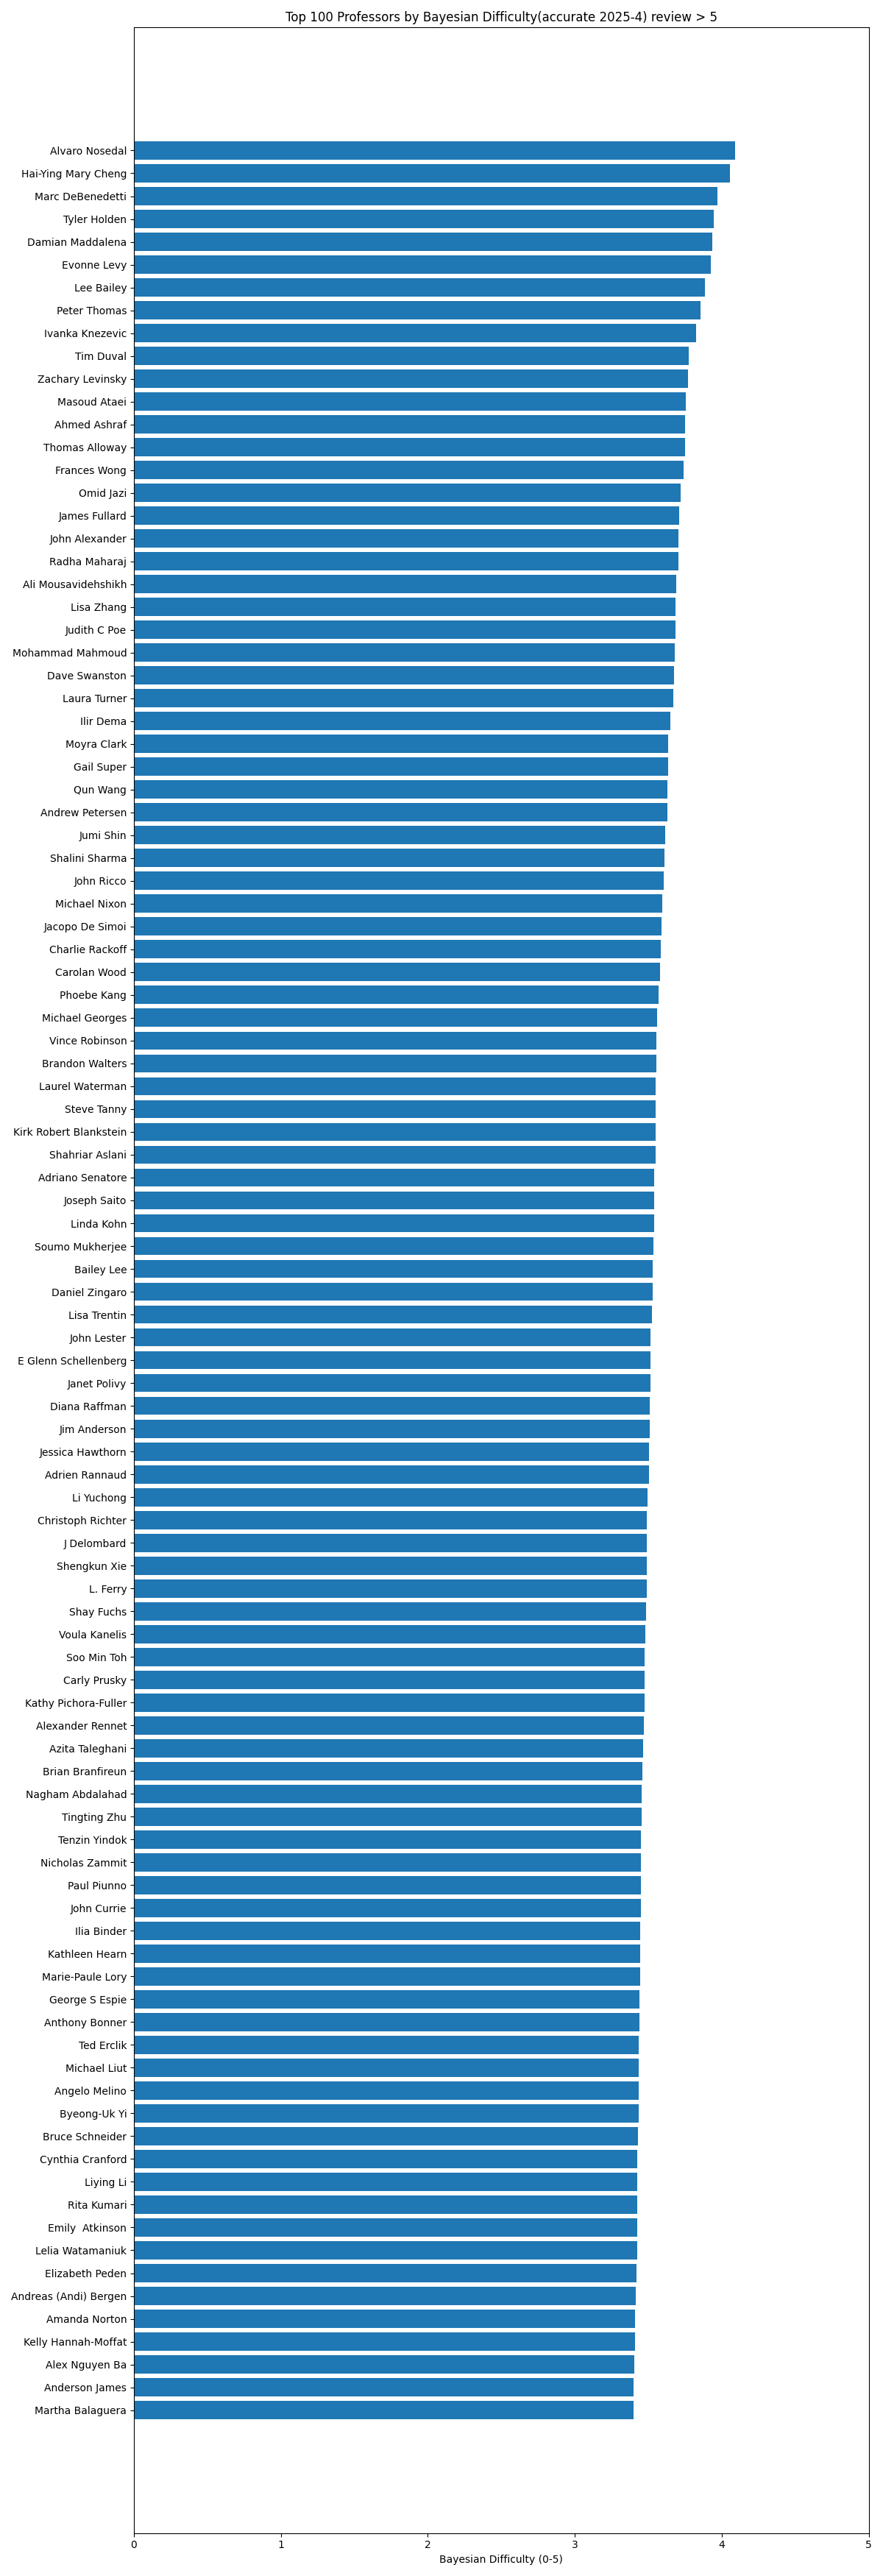 Top 100 Professors by Bayesian Difficulty(accurate 2025-4) review > 5
Alvaro Nosedal
Hai-Ying Mary Cheng
Marc DeBenedetti
Tyler Holden
Damian Maddalena
Evonne Levy
Lee Bailey
Peter Thomas
Ivanka Knezevic
Tim Duval
Zachary Levinsky
Masoud Ataei
Ahmed Ashraf
Thomas Alloway
Frances Wong
Omid Jazi
James Fullard
John Alexander
Radha Maharaj
Ali Mousavidehshikh
Lisa Zhang
Judith C Poe
Mohammad Mahmoud
Dave Swanston
Laura Turner
Ilir Dema
Moyra Clark
Gail Super
Qun Wang
Andrew Petersen
Jumi Shin
Shalini Sharma
John Ricco
Michael Nixon
Jacopo De Simoi
Charlie Rackoff
Carolan Wood
Phoebe Kang
Michael Georges
Vince Robinson
Brandon Walters
Laurel Waterman
Steve Tanny
Kirk Robert Blankstein
Shahriar Aslani
Adriano Senatore
Joseph Saito
Linda Kohn
Soumo Mukherjee
Bailey Lee
Daniel Zingaro
Lisa Trentin
John Lester
E Glenn Schellenberg
Janet Polivy
Diana Raffman
Jim Anderson
Jessica Hawthorn
Adrien Rannaud
Li Yuchong
Christoph Richter
J Delombard
Shengkun Xie
L. Ferry
Shay Fuchs
Voula Kanelis
Soo Min Toh
Carly Prusky
Kathy Pichora-Fuller
Alexander Rennet
Azita Taleghani
Brian Branfireun
Nagham Abdalahad
Tingting Zhu
Tenzin Yindok
Nicholas Zammit
Paul Piunno
John Currie
Ilia Binder
Kathleen Hearn
Marie-Paule Lory
George S Espie
Anthony Bonner
Ted Erclik
Michael Liut
Angelo Melino
Byeong-Uk Yi
Bruce Schneider
Cynthia Cranford
Liying Li
Rita Kumari
Emily  Atkinson
Lelia Watamaniuk
Elizabeth Peden
Andreas (Andi) Bergen
Amanda Norton
Kelly Hannah-Moffat
Alex Nguyen Ba
Anderson James
Martha Balaguera
0 1 2 3 4 5
Bayesian Difficulty (0-5)